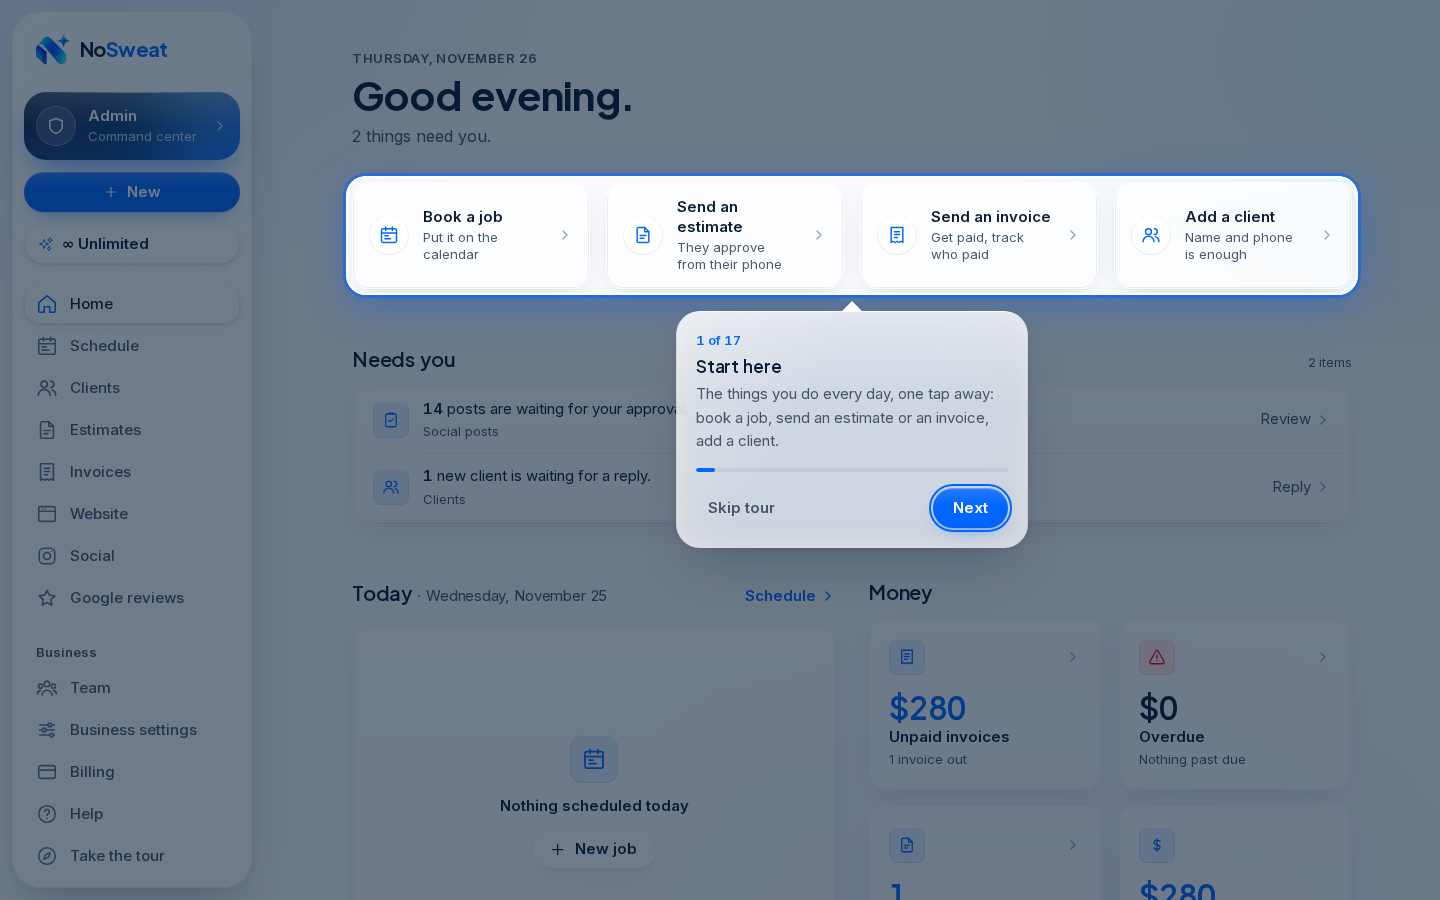 NoSweat
Admin
Command center
+ New
∞ Unlimited
Home
Schedule
Clients
Estimates
Invoices
Website
Social
Google reviews
Business
Team
Business settings
Billing
Help
Take the tour
THURSDAY, NOVEMBER 26
Good evening.
2 things need you.
Book a job
Put it on the
calendar
Send an
estimate
They approve
from their phone
Send an invoice
Get paid, track
who paid
Add a client
Name and phone
is enough
1 of 17
Start here
The things you do every day, one tap away:
book a job, send an estimate or an invoice,
add a client.
Skip tour
Next
Needs you
2 items
14 posts are waiting for your approval.
Social posts
Review
1 new client is waiting for a reply.
Clients
Reply
Today · Wednesday, November 25
Schedule
Nothing scheduled today
+ New job
Money
$280
Unpaid invoices
1 invoice out
$0
Overdue
Nothing past due
1
$
$280